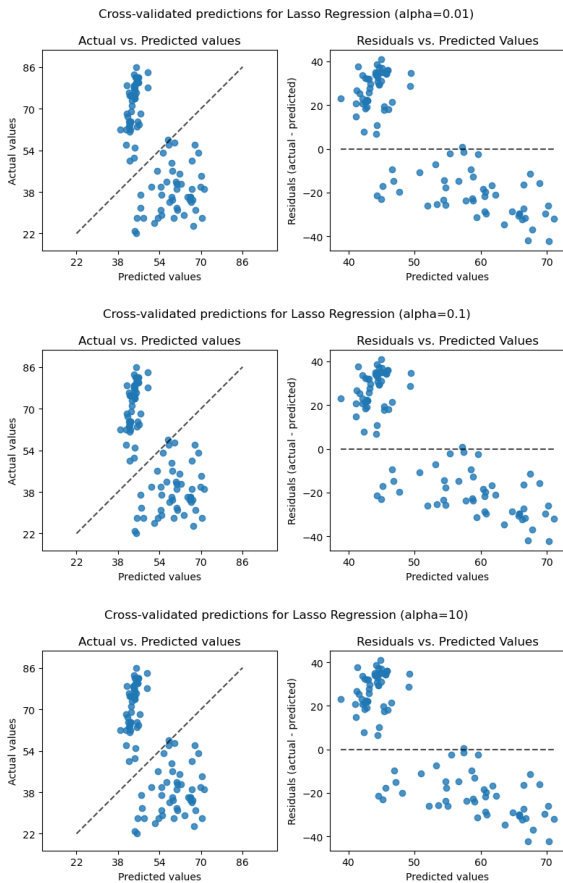 Cross-validated predictions for Lasso Regression (alpha=0.01)
Actual vs. Predicted values
Residuals vs. Predicted Values
Actual values
86
70
54
38
22
22 38 54 70 86
Predicted values
Residuals (actual - predicted)
40
20
0
−20
−40
40 50 60 70
Predicted values
Cross-validated predictions for Lasso Regression (alpha=0.1)
Actual vs. Predicted values
Residuals vs. Predicted Values
Actual values
86
70
54
38
22
22 38 54 70 86
Predicted values
Residuals (actual - predicted)
40
20
0
−20
−40
40 50 60 70
Predicted values
Cross-validated predictions for Lasso Regression (alpha=10)
Actual vs. Predicted values
Residuals vs. Predicted Values
Actual values
86
70
54
38
22
22 38 54 70 86
Predicted values
Residuals (actual - predicted)
40
20
0
−20
−40
40 50 60 70
Predicted values